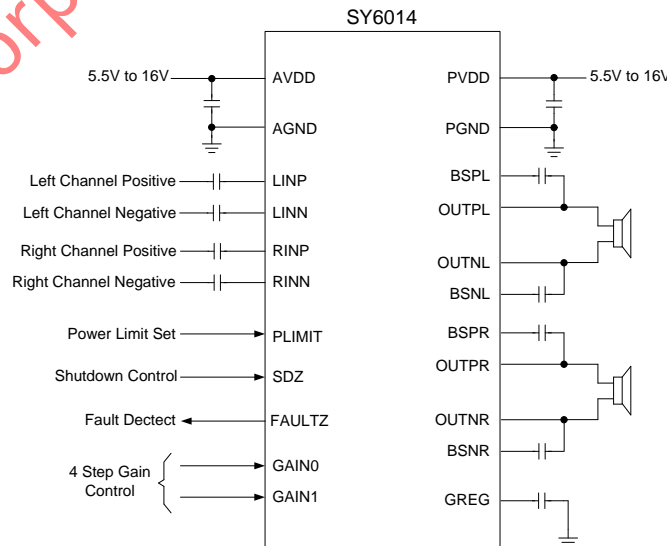 SY6014
5.5V to 16V
AVDD
AGND
Left Channel Positive
LINP
Left Channel Negative
LINN
Right Channel Positive
RINP
Right Channel Negative
RINN
Power Limit Set
PLIMIT
Shutdown Control
SDZ
Fault Dectect
FAULTZ
4 Step Gain
Control
GAIN0
GAIN1
PVDD
5.5V to 16V
PGND
BSPL
OUTPL
OUTNL
BSNL
BSPR
OUTPR
OUTNR
BSNR
GREG
orp